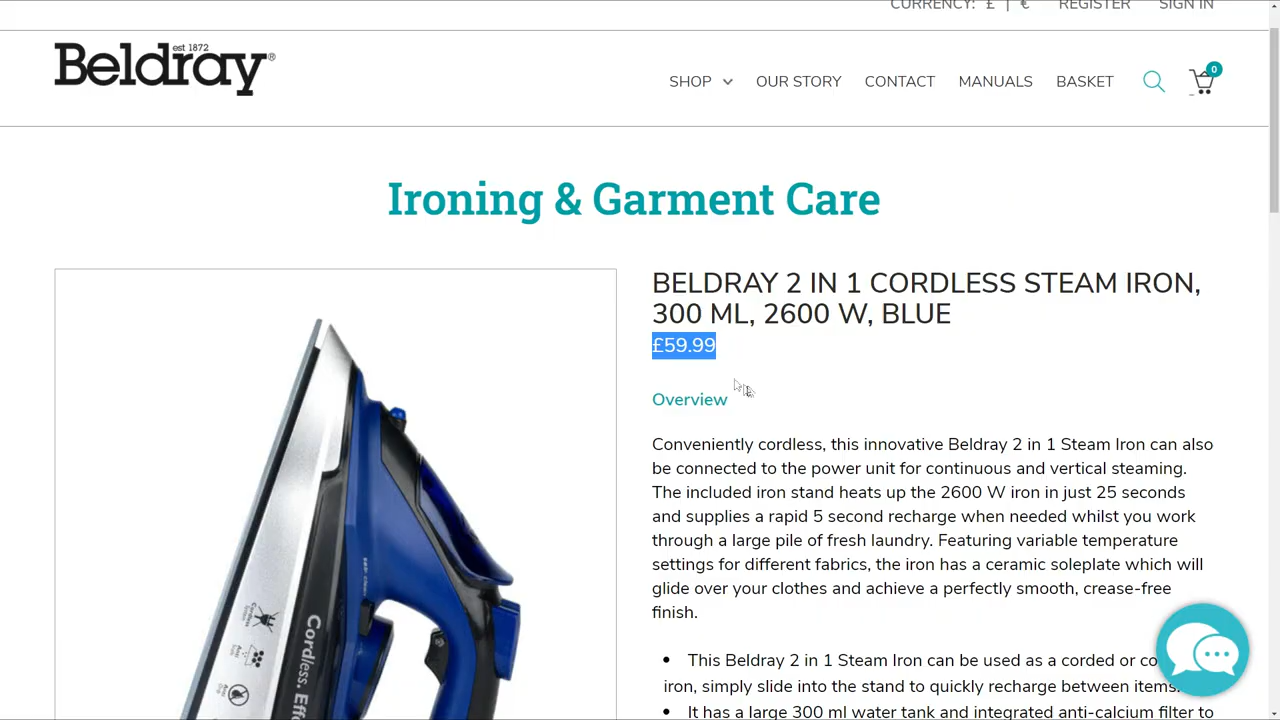 CURRENCY: £ | € REGISTER SIGN IN
est 1872
Beldray®
SHOP OUR STORY CONTACT MANUALS BASKET 0
Ironing & Garment Care
BELDRAY 2 IN 1 CORDLESS STEAM IRON,
300 ML, 2600 W, BLUE
£59.99
Overview
Conveniently cordless, this innovative Beldray 2 in 1 Steam Iron can also
be connected to the power unit for continuous and vertical steaming.
The included iron stand heats up the 2600 W iron in just 25 seconds
and supplies a rapid 5 second recharge when needed whilst you work
through a large pile of fresh laundry. Featuring variable temperature
settings for different fabrics, the iron has a ceramic soleplate which will
glide over your clothes and achieve a perfectly smooth, crease-free
finish.
• This Beldray 2 in 1 Steam Iron can be used as a corded or co
iron, simply slide into the stand to quickly recharge between items.
• It has a large 300 ml water tank and integrated anti-calcium filter to
Cordless.